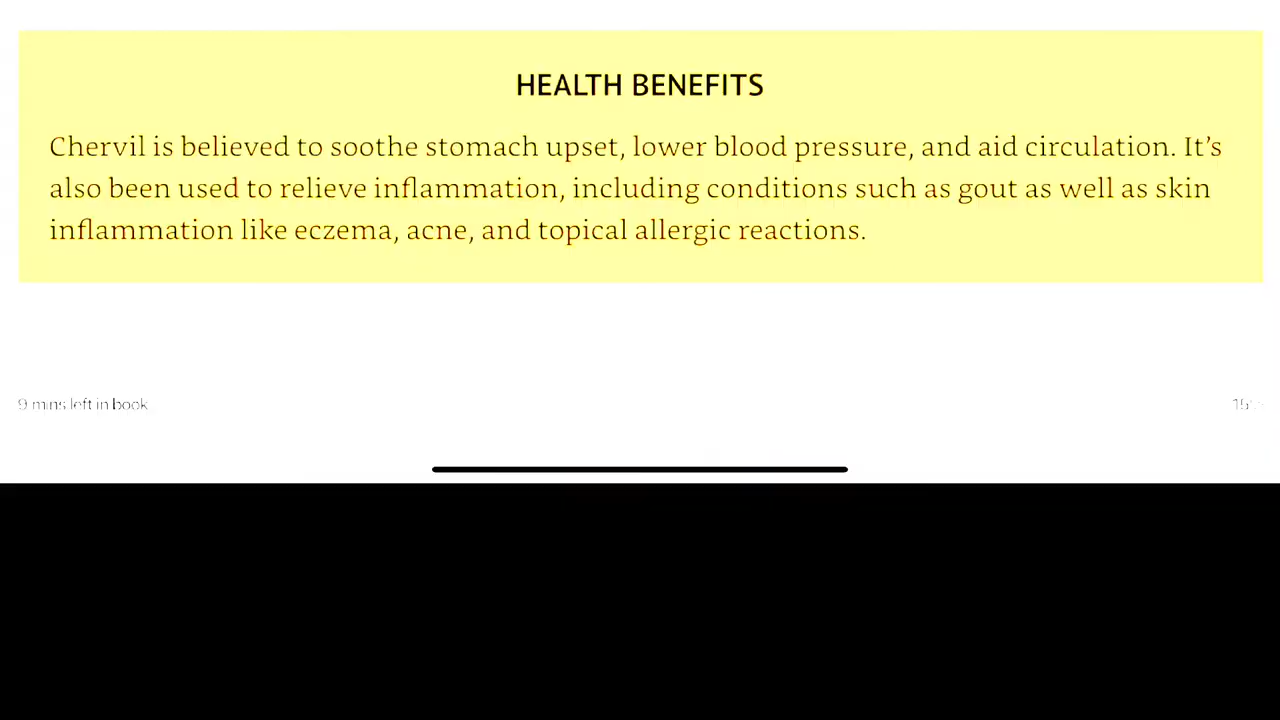 HEALTH BENEFITS
Chervil is believed to soothe stomach upset, lower blood pressure, and aid circulation. It’s
also been used to relieve inflammation, including conditions such as gout as well as skin
inflammation like eczema, acne, and topical allergic reactions.
9 mins left in book